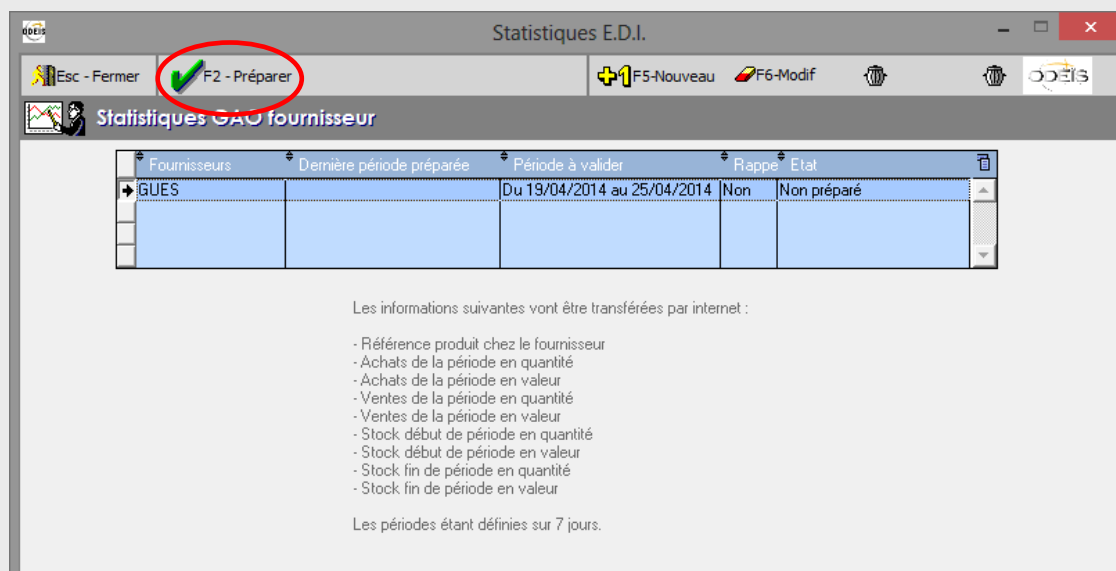 ODEIS
Statistiques E.D.I.
Esc - Fermer F2 - Préparer F5-Nouveau F6-Modif ODEÏS
Statistiques GAO fournisseur
Fournisseurs Dernière période préparée Période à valider Rappe Etat
GUES Du 19/04/2014 au 25/04/2014 Non Non préparé
Les informations suivantes vont être transférées par internet :
- Référence produit chez le fournisseur
- Achats de la période en quantité
- Achats de la période en valeur
- Ventes de la période en quantité
- Ventes de la période en valeur
- Stock début de période en quantité
- Stock début de période en valeur
- Stock fin de période en quantité
- Stock fin de période en valeur
Les périodes étant définies sur 7 jours.